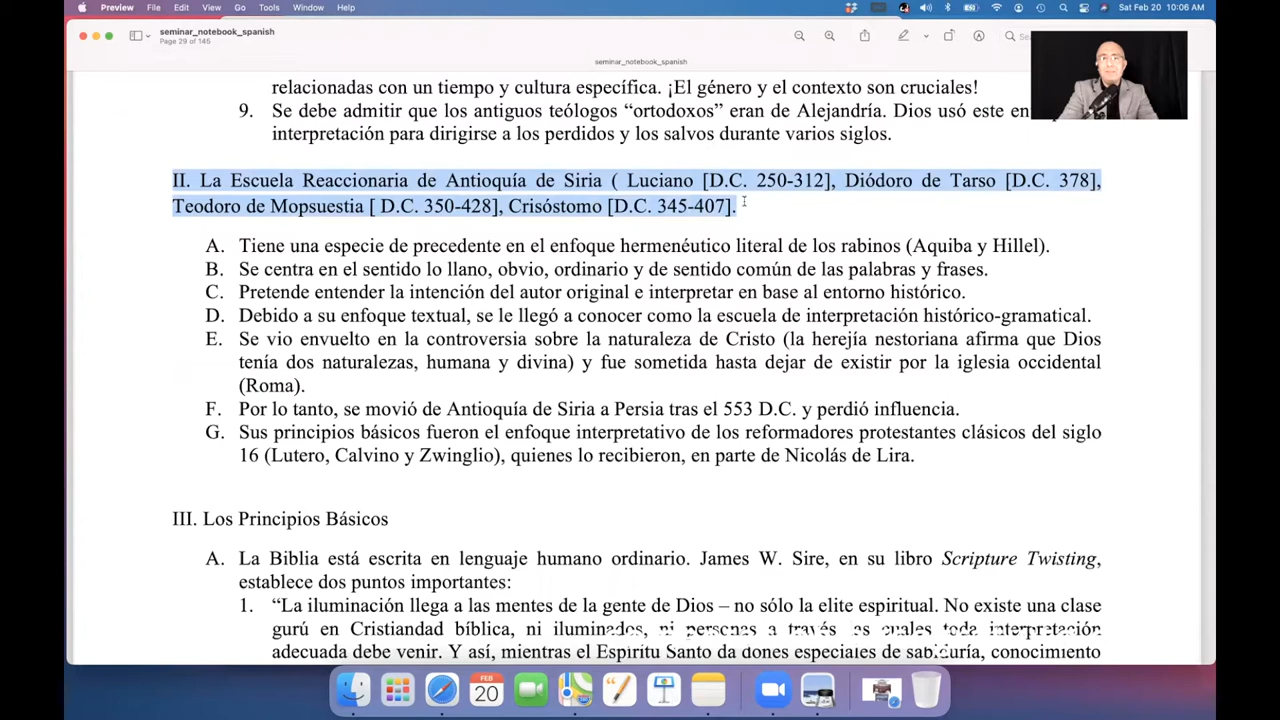 Preview File Edit View Go Tools Window Help Sat Feb 20 10:06 AM
seminar_notebook_spanish
Page 29 of 145
seminar_notebook_spanish
relacionadas con un tiempo y cultura específica. ¡El género y el contexto son cruciales!
9. Se debe admitir que los antiguos teólogos “ortodoxos” eran de Alejandría. Dios usó este
interpretación para dirigirse a los perdidos y los salvos durante varios siglos.
II. La Escuela Reaccionaria de Antioquía de Siria ( Luciano [D.C. 250-312], Diódoro de Tarso [D.C. 378],
Teodoro de Mopsuestia [ D.C. 350-428], Crisóstomo [D.C. 345-407].
A. Tiene una especie de precedente en el enfoque hermenéutico literal de los rabinos (Aquiba y Hillel).
B. Se centra en el sentido lo llano, obvio, ordinario y de sentido común de las palabras y frases.
C. Pretende entender la intención del autor original e interpretar en base al entorno histórico.
D. Debido a su enfoque textual, se le llegó a conocer como la escuela de interpretación histórico-gramatical.
E. Se vio envuelto en la controversia sobre la naturaleza de Cristo (la herejía nestoriana afirma que Dios
tenía dos naturalezas, humana y divina) y fue sometida hasta dejar de existir por la iglesia occidental
(Roma).
F. Por lo tanto, se movió de Antioquía de Siria a Persia tras el 553 D.C. y perdió influencia.
G. Sus principios básicos fueron el enfoque interpretativo de los reformadores protestantes clásicos del siglo
16 (Lutero, Calvino y Zwinglio), quienes lo recibieron, en parte de Nicolás de Lira.
III. Los Principios Básicos
A. La Biblia está escrita en lenguaje humano ordinario. James W. Sire, en su libro Scripture Twisting,
establece dos puntos importantes:
1. “La iluminación llega a las mentes de la gente de Dios – no sólo la elite espiritual. No existe una clase
gurú en Cristiandad bíblica, ni iluminados, ni personas a través las cuales toda interpretación
adecuada debe venir. Y así, mientras el Espíritu Santo da dones especiales de sabiduría, conocimiento
FEB
20